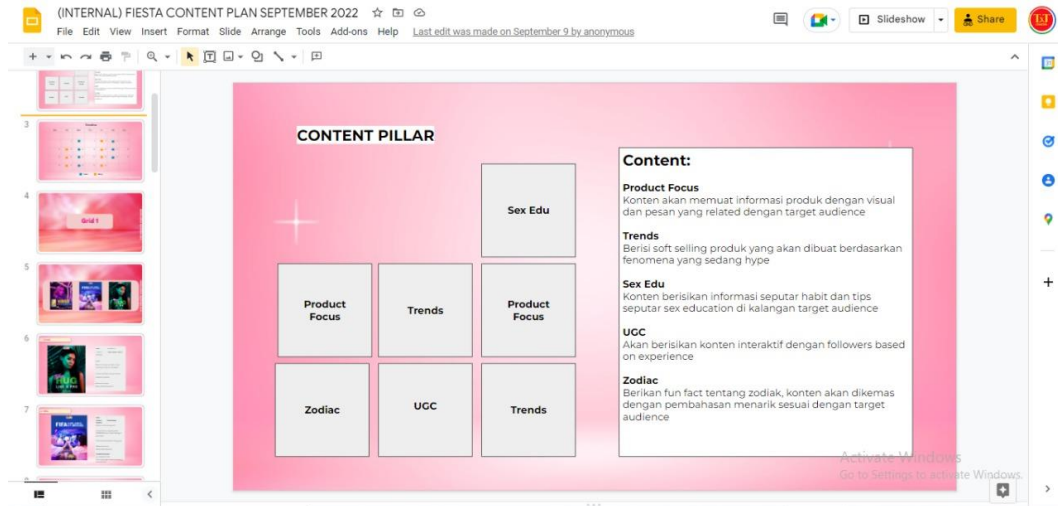 (INTERNAL) FIESTA CONTENT PLAN SEPTEMBER 2022
File Edit View Insert Format Slide Arrange Tools Add-ons Help Last edit was made on September 9 by anonymous
Slideshow
Share
3
4
Grid 1
5
6
7
CONTENT PILLAR
Sex Edu
Product
Focus
Trends
Product
Focus
Zodiac
UGC
Trends
Content:
Product Focus
Konten akan memuat informasi produk dengan visual
dan pesan yang related dengan target audience
Trends
Berisi soft selling produk yang akan dibuat berdasarkan
fenomena yang sedang hype
Sex Edu
Konten berisikan informasi seputar habit dan tips
seputar sex education di kalangan target audience
UGC
Akan berisikan konten interaktif dengan followers based
on experience
Zodiac
Berikan fun fact tentang zodiak, konten akan dikemas
dengan pembahasan menarik sesuai dengan target
audience
Activate Windows
Go to Settings to activate Windows.